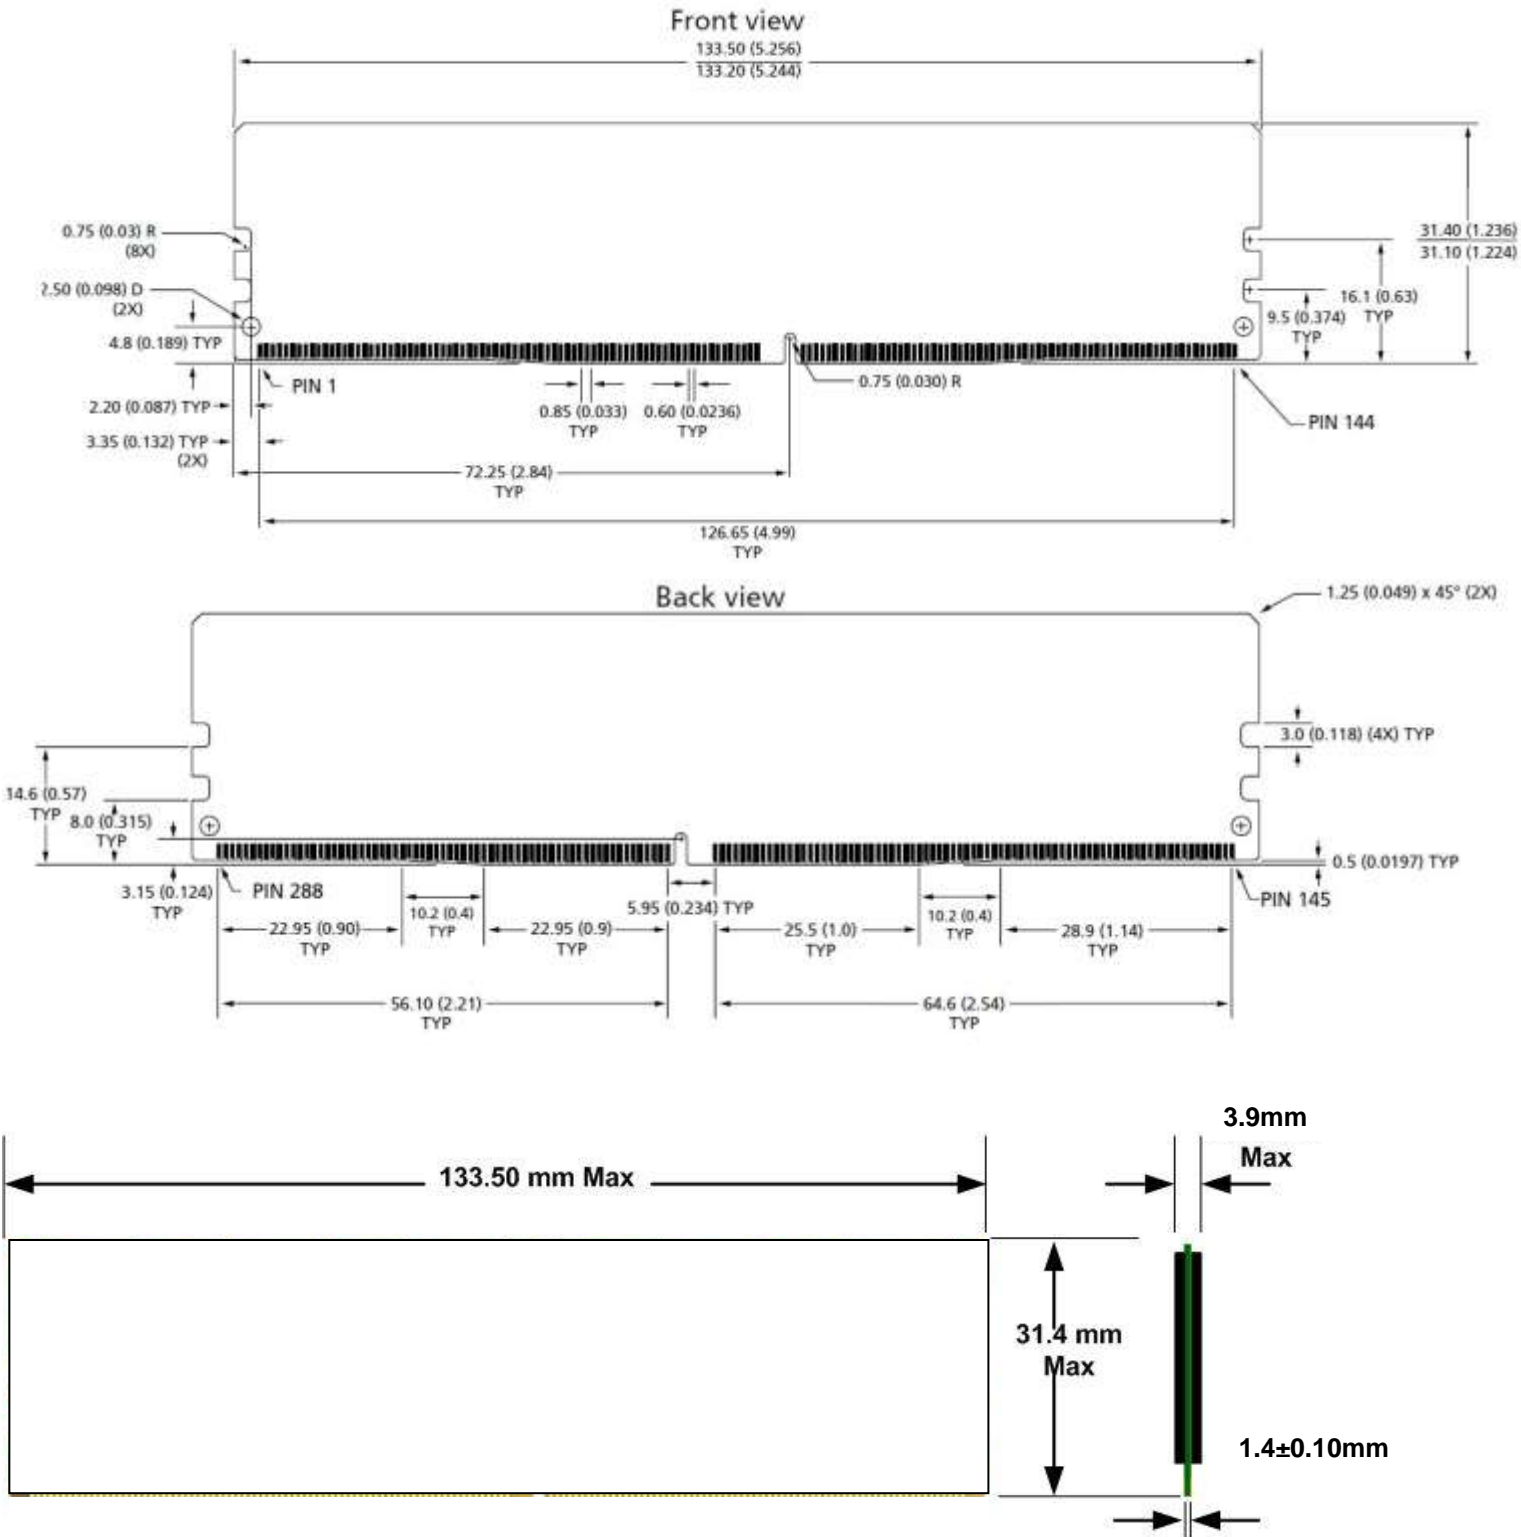 Front view
133.50 (5.256)
133.20 (5.244)
0.75 (0.03) R
(8X)
2.50 (0.098) D
(2X)
4.8 (0.189) TYP
31.40 (1.236)
31.10 (1.224)
16.1 (0.63)
TYP
9.5 (0.374)
TYP
PIN 1
0.75 (0.030) R
2.20 (0.087) TYP
0.85 (0.033)
TYP
0.60 (0.0236)
TYP
PIN 144
3.35 (0.132) TYP
(2X)
72.25 (2.84)
TYP
126.65 (4.99)
TYP
Back view
1.25 (0.049) x 45° (2X)
3.0 (0.118) (4X) TYP
14.6 (0.57)
TYP
8.0 (0.315)
TYP
0.5 (0.0197) TYP
3.15 (0.124)
TYP
PIN 288
PIN 145
10.2 (0.4)
TYP
5.95 (0.234) TYP
10.2 (0.4)
TYP
22.95 (0.90)
TYP
22.95 (0.9)
TYP
25.5 (1.0)
TYP
28.9 (1.14)
TYP
56.10 (2.21)
TYP
64.6 (2.54)
TYP
3.9mm
Max
133.50 mm Max
31.4 mm
Max
1.4±0.10mm